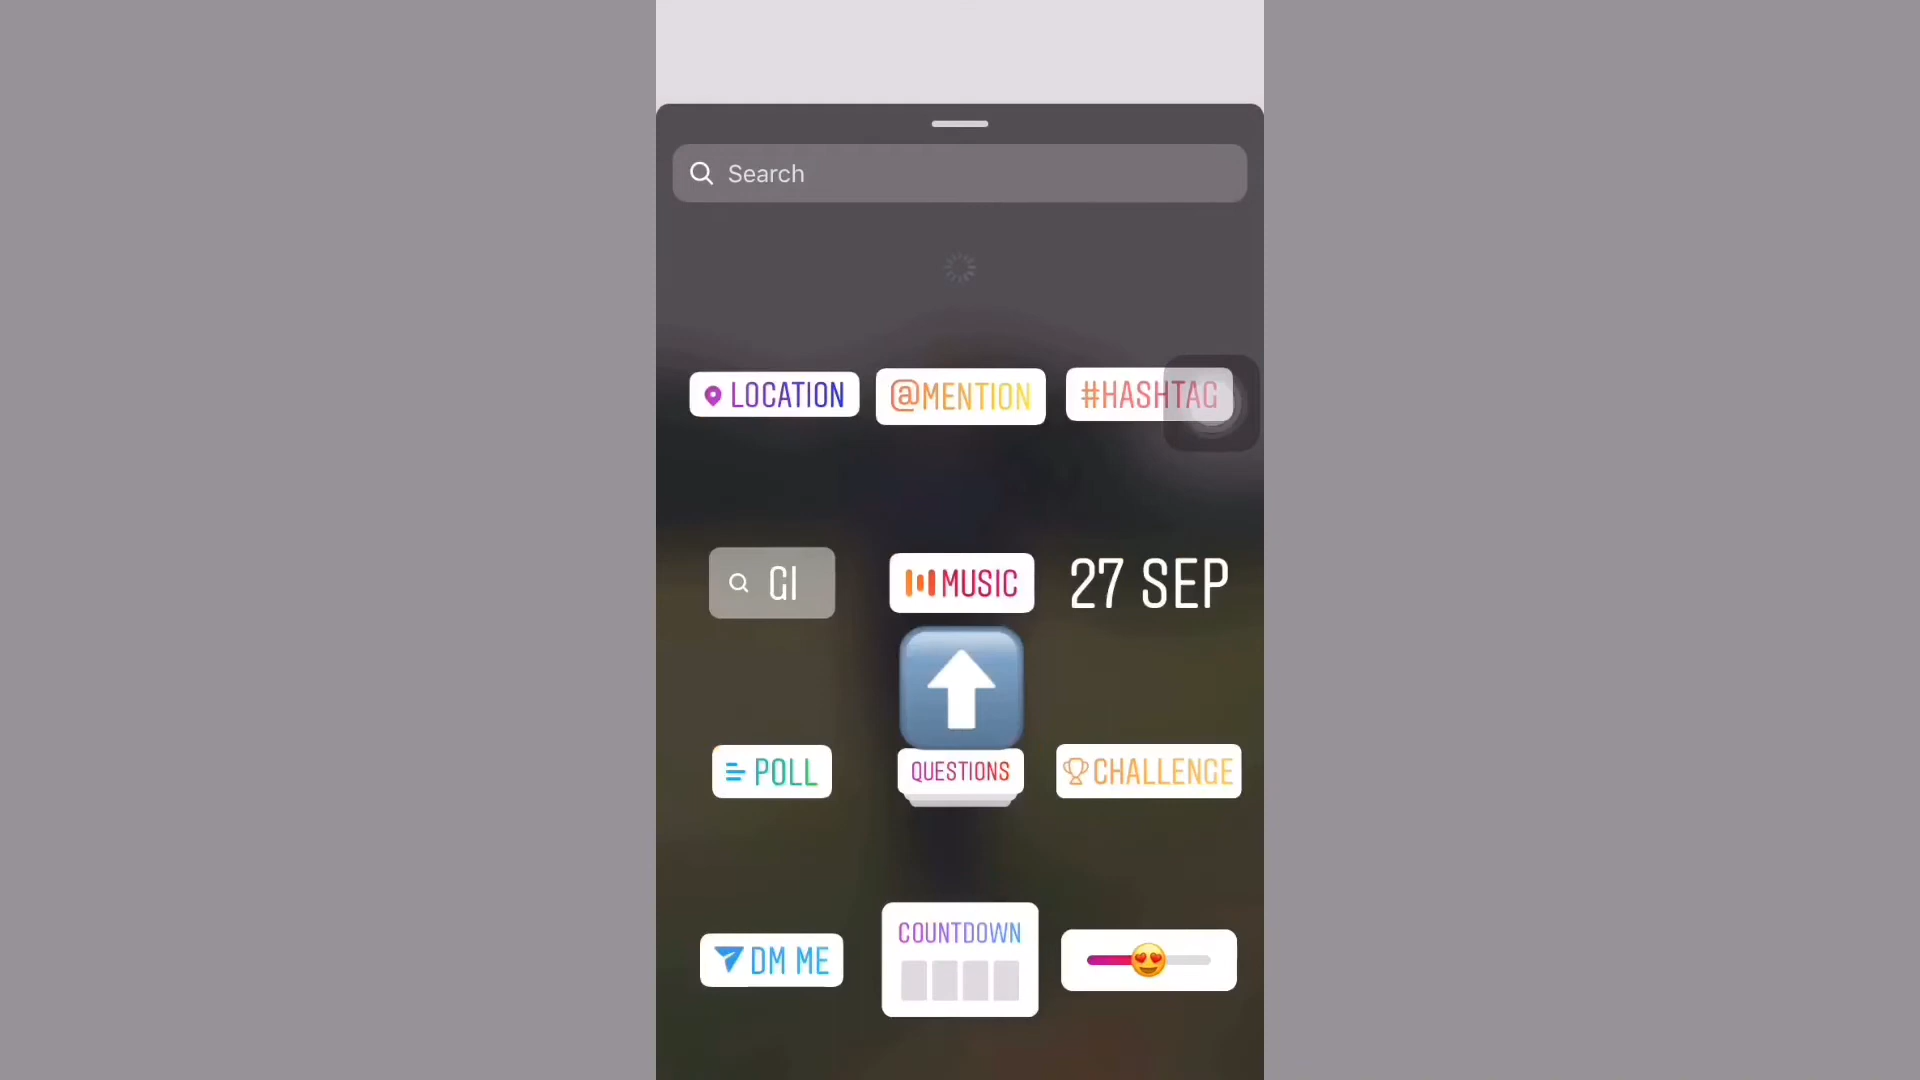 Search
LOCATION
@MENTION
#HASHTAG
GI
MUSIC
27 SEP
POLL
QUESTIONS
CHALLENGE
DM ME
COUNTDOWN